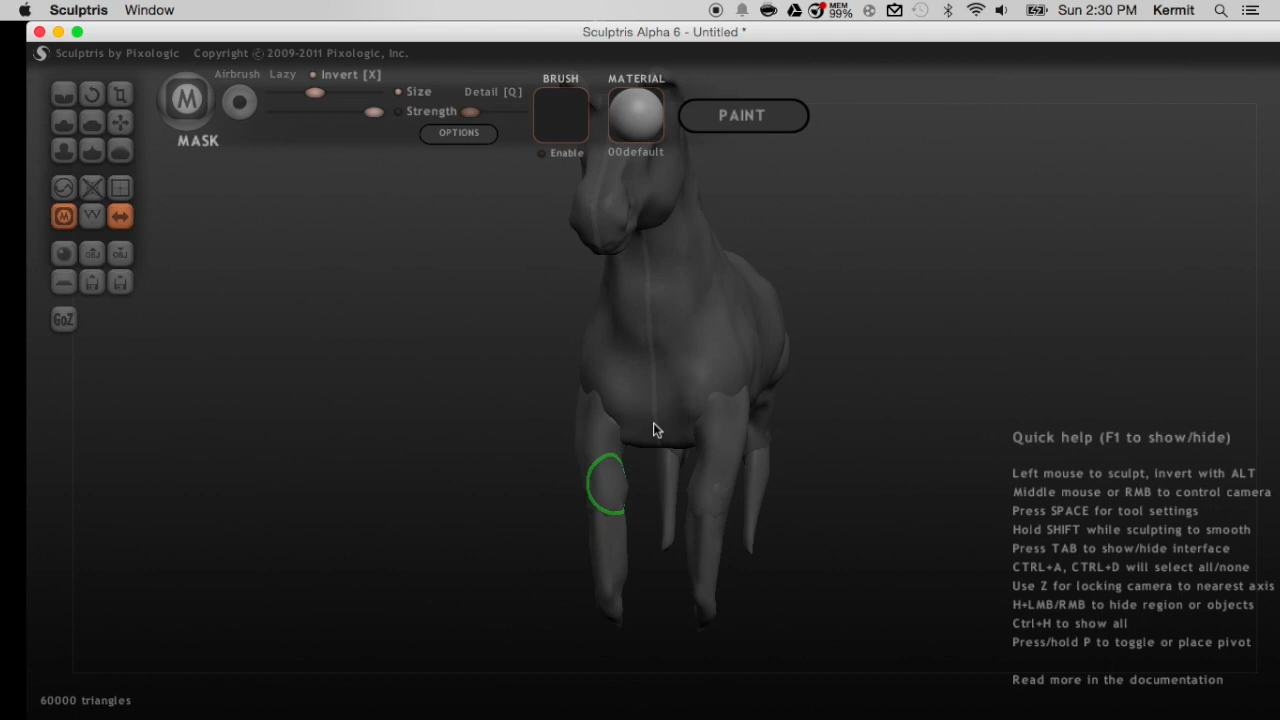 Sculptris Window MEM 99% Sun 2:30 PM Kermit
Sculptris Alpha 6 - Untitled *
Sculptris by Pixologic Copyright © 2009-2011 Pixologic, Inc.
Airbrush Lazy Invert [X]
BRUSH MATERIAL
Size Detail [Q]
M
Strength
PAINT
OPTIONS
MASK
Enable 00default
M
OBJ OBJ
GoZ
Quick help (F1 to show/hide)
Left mouse to sculpt, invert with ALT
Middle mouse or RMB to control camera
Press SPACE for tool settings
Hold SHIFT while sculpting to smooth
Press TAB to show/hide interface
CTRL+A, CTRL+D will select all/none
Use Z for locking camera to nearest axis
H+LMB/RMB to hide region or objects
Ctrl+H to show all
Press/hold P to toggle or place pivot
Read more in the documentation
60000 triangles